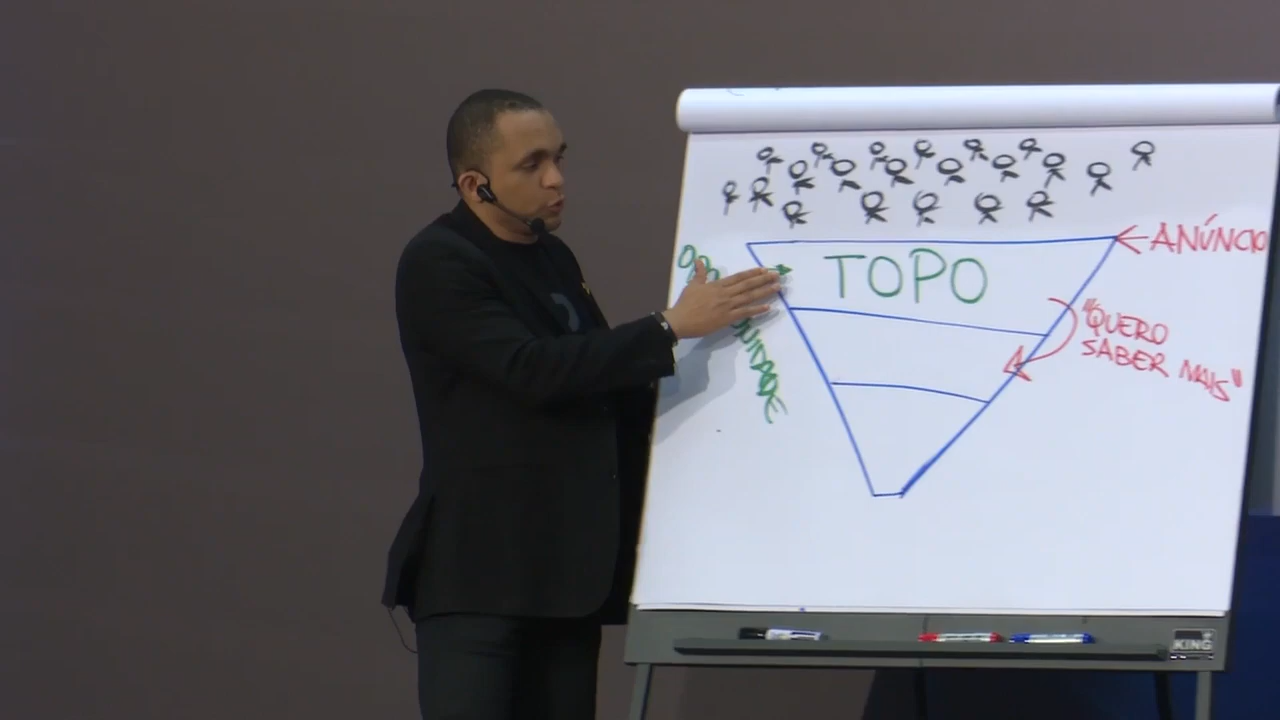 ← ANÚNCIO
TOPO
"QUERO
SABER MAIS"
KING